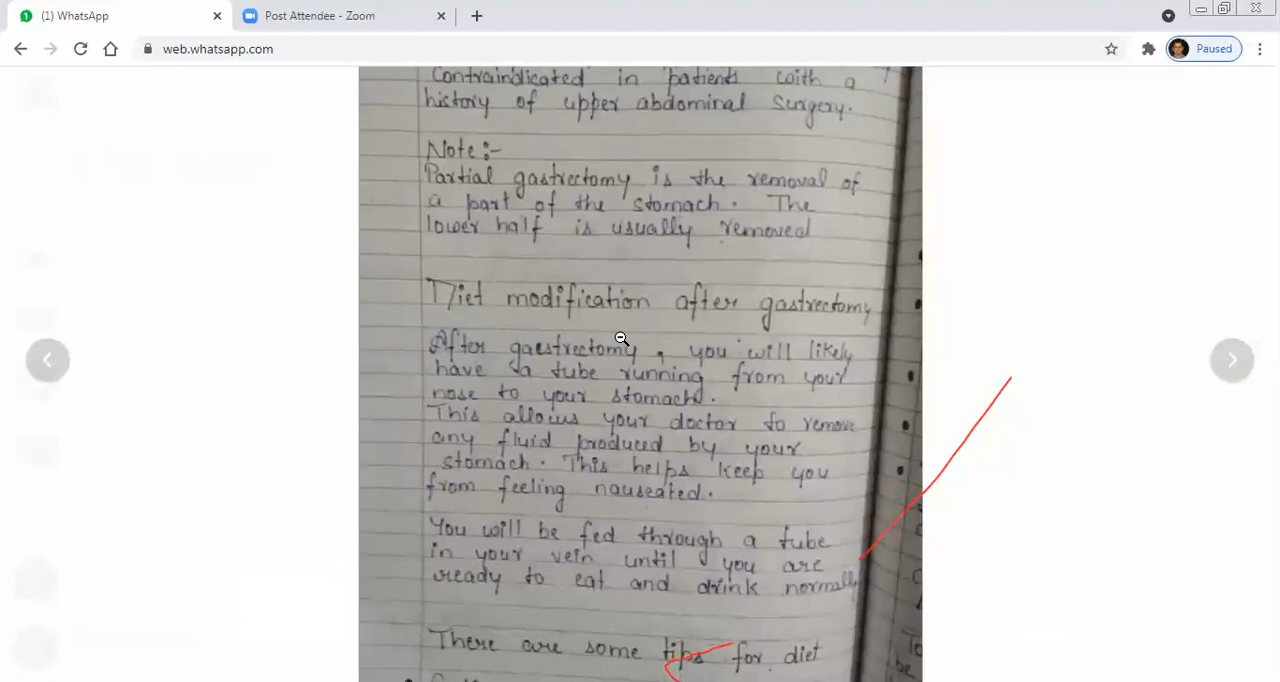 (1) WhatsApp
Post Attendee - Zoom
web.whatsapp.com
Paused
Contraindicated in patients with a
history of upper abdominal surgery.
Note:-
Partial gastrectomy is the removal of
a part of the stomach. The
lower half is usually removed
Diet modification after gastrectomy
After gaestrectomy, you will likely
have a tube running from your
nose to your stomach.
This allows your doctor to remove
any fluid produced by your
stomach. This helps keep you
from feeling nauseated.
You will be fed through a tube
in your vein until you are
ready to eat and drink normally
There are some tips for diet